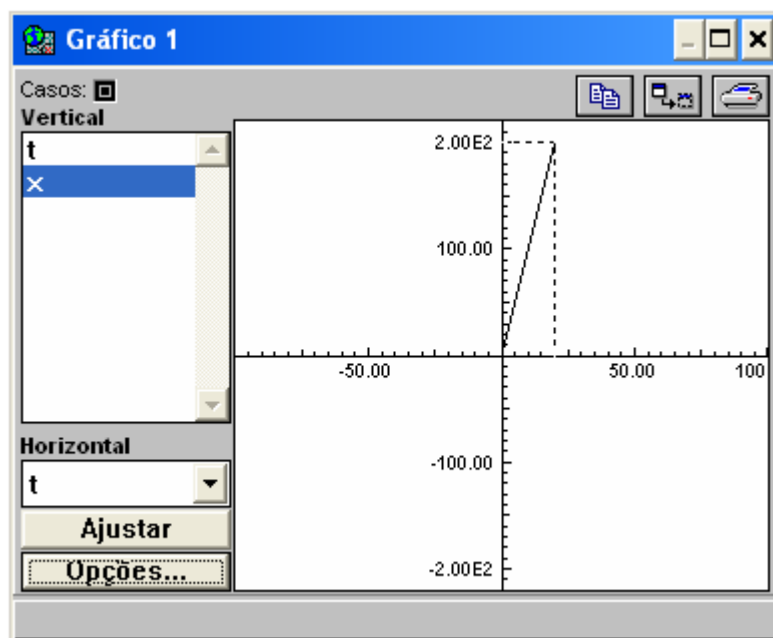 Gráfico 1
Casos:
Vertical
t
x
Horizontal
t
Ajustar
Opções...
2.00E2
100.00
-50.00
50.00
100
-100.00
-2.00E2